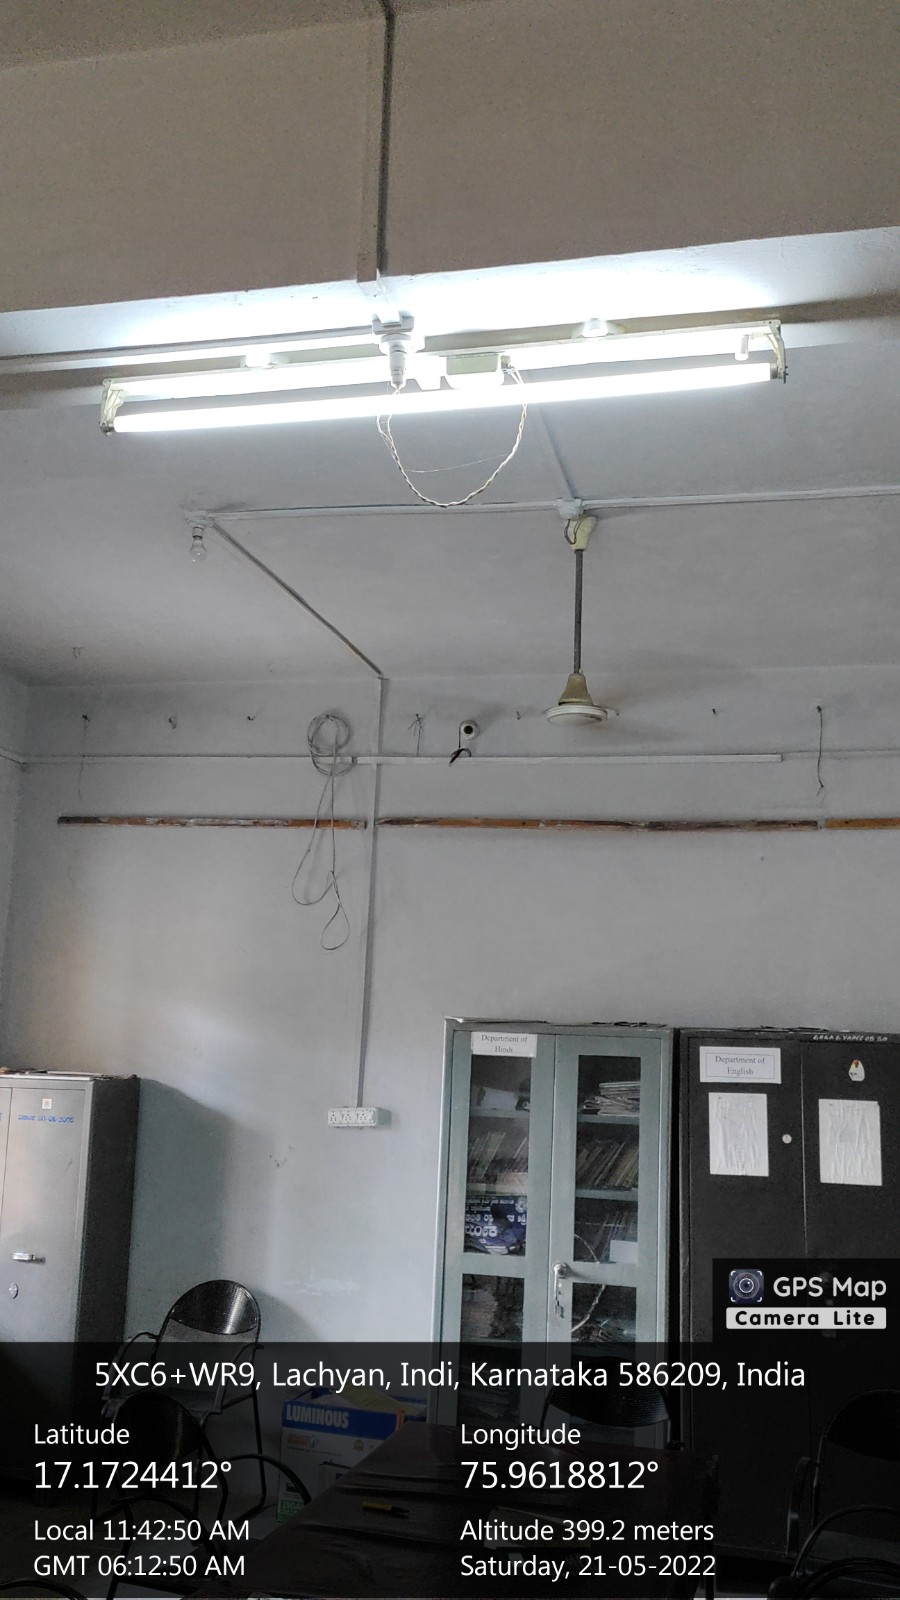 Department of
Hindi
Department of
English
LUMINOUS
GPS Map
Camera Lite
5XC6+WR9, Lachyan, Indi, Karnataka 586209, India
Latitude
17.1724412°
Longitude
75.9618812°
Local 11:42:50 AM
GMT 06:12:50 AM
Altitude 399.2 meters
Saturday, 21-05-2022